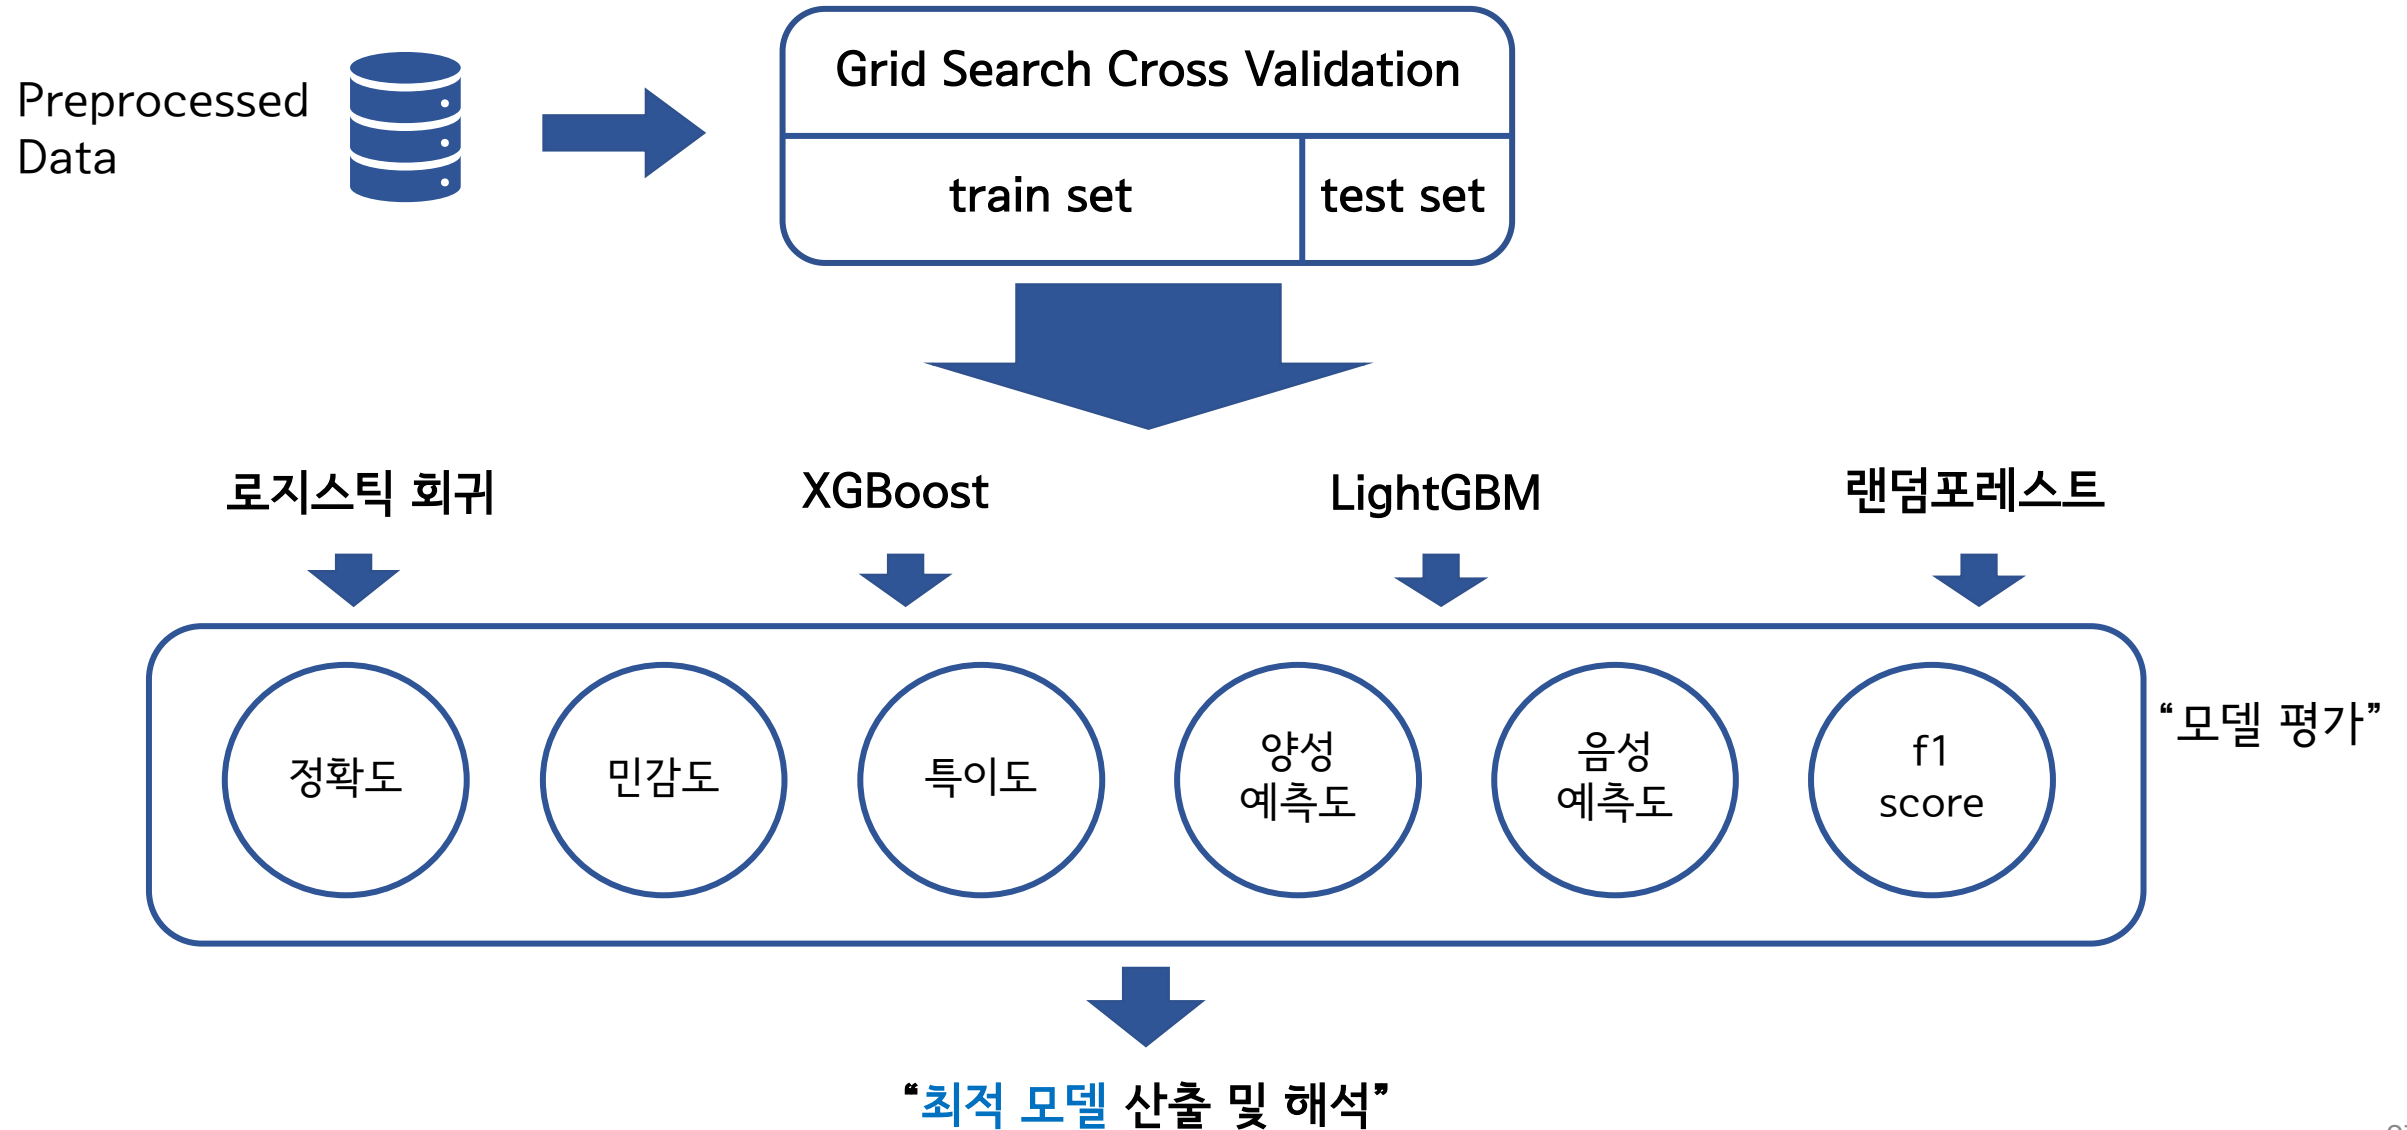 Preprocessed
Data
Grid Search Cross Validation
train set
test set
로지스틱 회귀
XGBoost
LightGBM
랜덤포레스트
정확도
민감도
특이도
양성
예측도
음성
예측도
f1
score
“모델 평가”
“최적 모델 산출 및 해석”